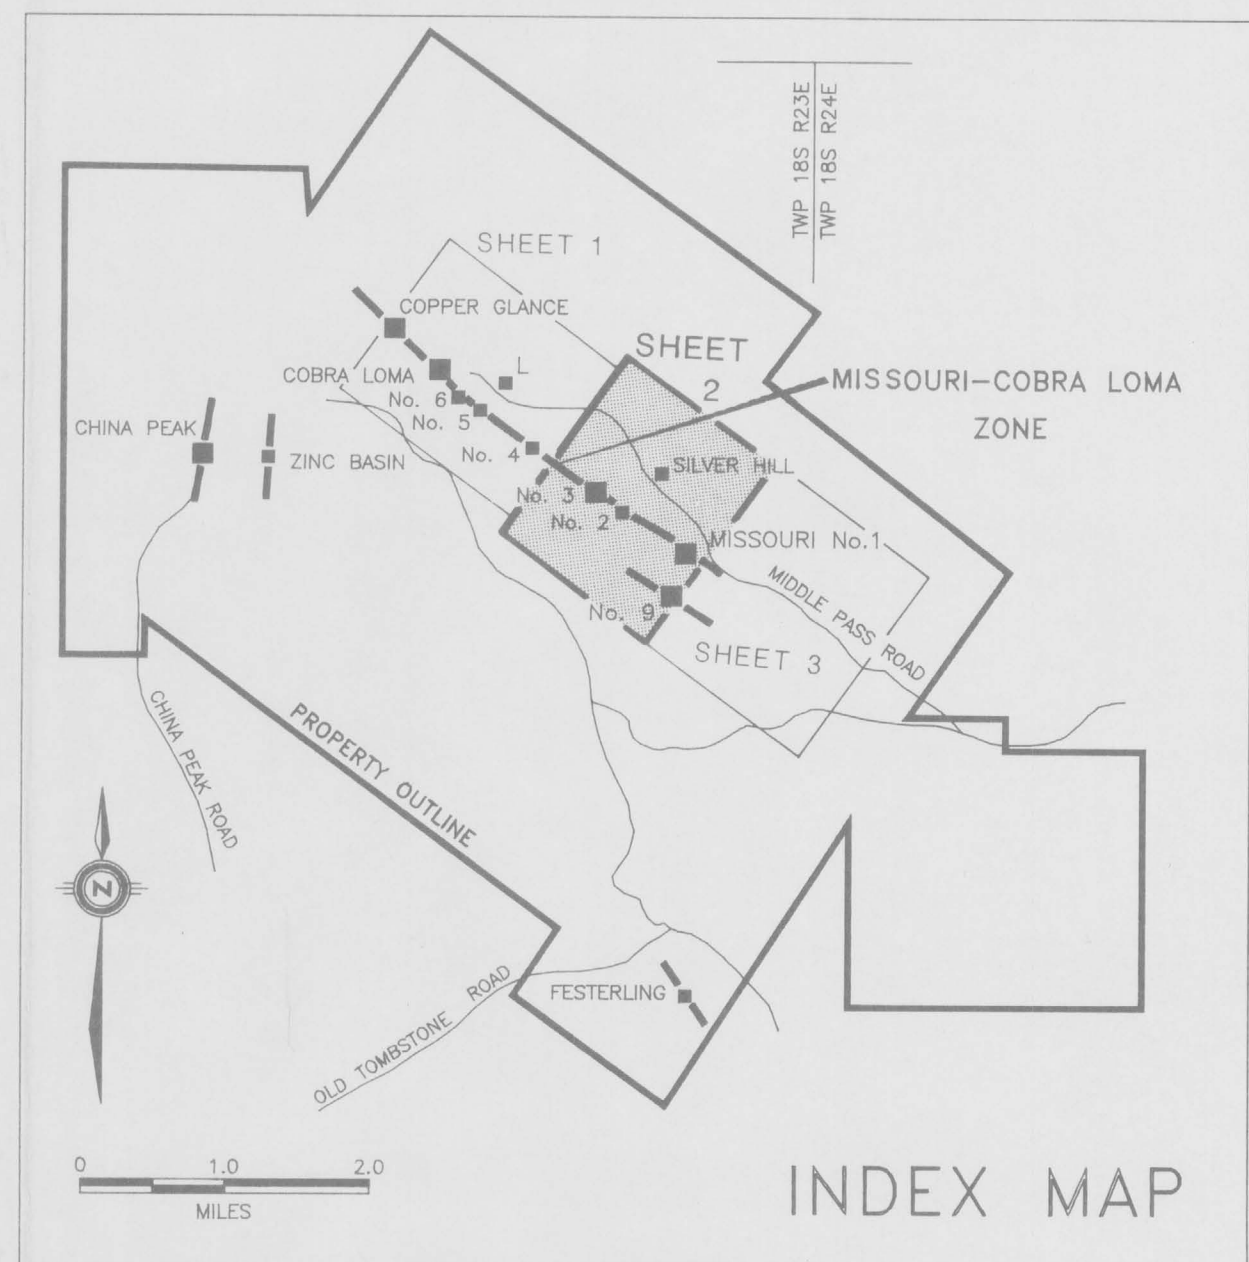 TWP 18S R23E
TWP 18S R24E
SHEET 1
COPPER GLANCE
SHEET
2
L
COBRA LOMA
MISSOURI-COBRA LOMA
ZONE
No. 6
No. 5
CHINA PEAK
ZINC BASIN
No. 4
SILVER HILL
No. 3
No. 2
MISSOURI No.1
MIDDLE PASS ROAD
No. 9
SHEET 3
CHINA PEAK ROAD
PROPERTY OUTLINE
N
FESTERLING
OLD TOMBSTONE ROAD
0 1.0 2.0
MILES
INDEX MAP